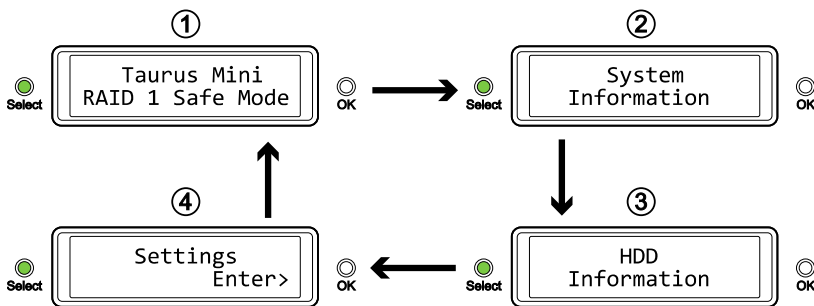 ①
Taurus Mini
RAID 1 Safe Mode
Select
OK
②
System
Information
Select
OK
③
HDD
Information
Select
OK
④
Settings
Enter>
Select
OK